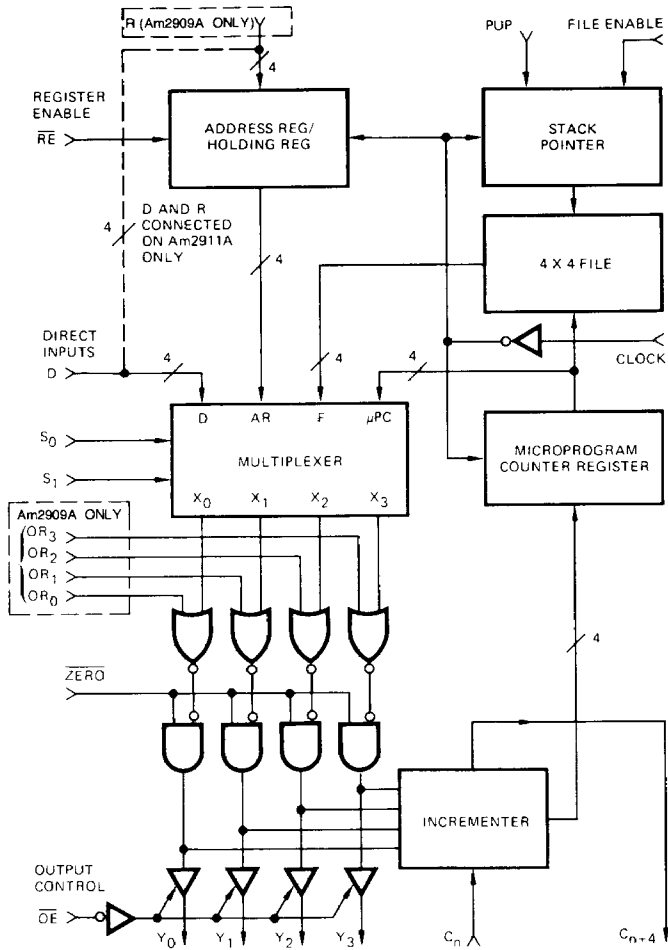 R (Am2909A ONLY)
4
PUP
FILE ENABLE
REGISTER
ENABLE
RE
ADDRESS REG/
HOLDING REG
STACK
POINTER
4
D AND R
CONNECTED
ON Am2911A
ONLY
4
4 X 4 FILE
DIRECT
INPUTS
D
4
4
4
CLOCK
D
AR
F
μPC
S0
MULTIPLEXER
S1
X0
X1
X2
X3
MICROPROGRAM
COUNTER REGISTER
Am2909A ONLY
OR3
OR2
OR1
OR0
4
ZERO
INCREMENTER
OUTPUT
CONTROL
OE
Y0
Y1
Y2
Y3
Cn
Cn+4